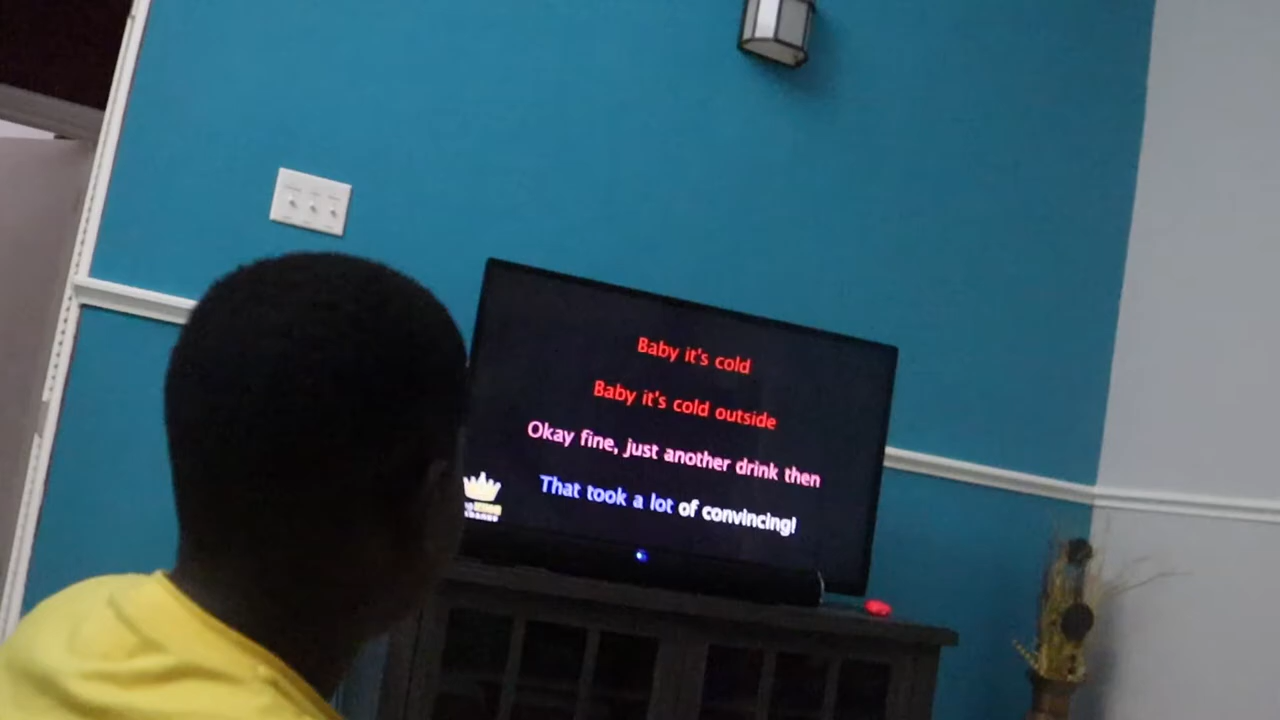 Baby it's cold
Baby it's cold outside
Okay fine, just another drink then
That took a lot of convincing!